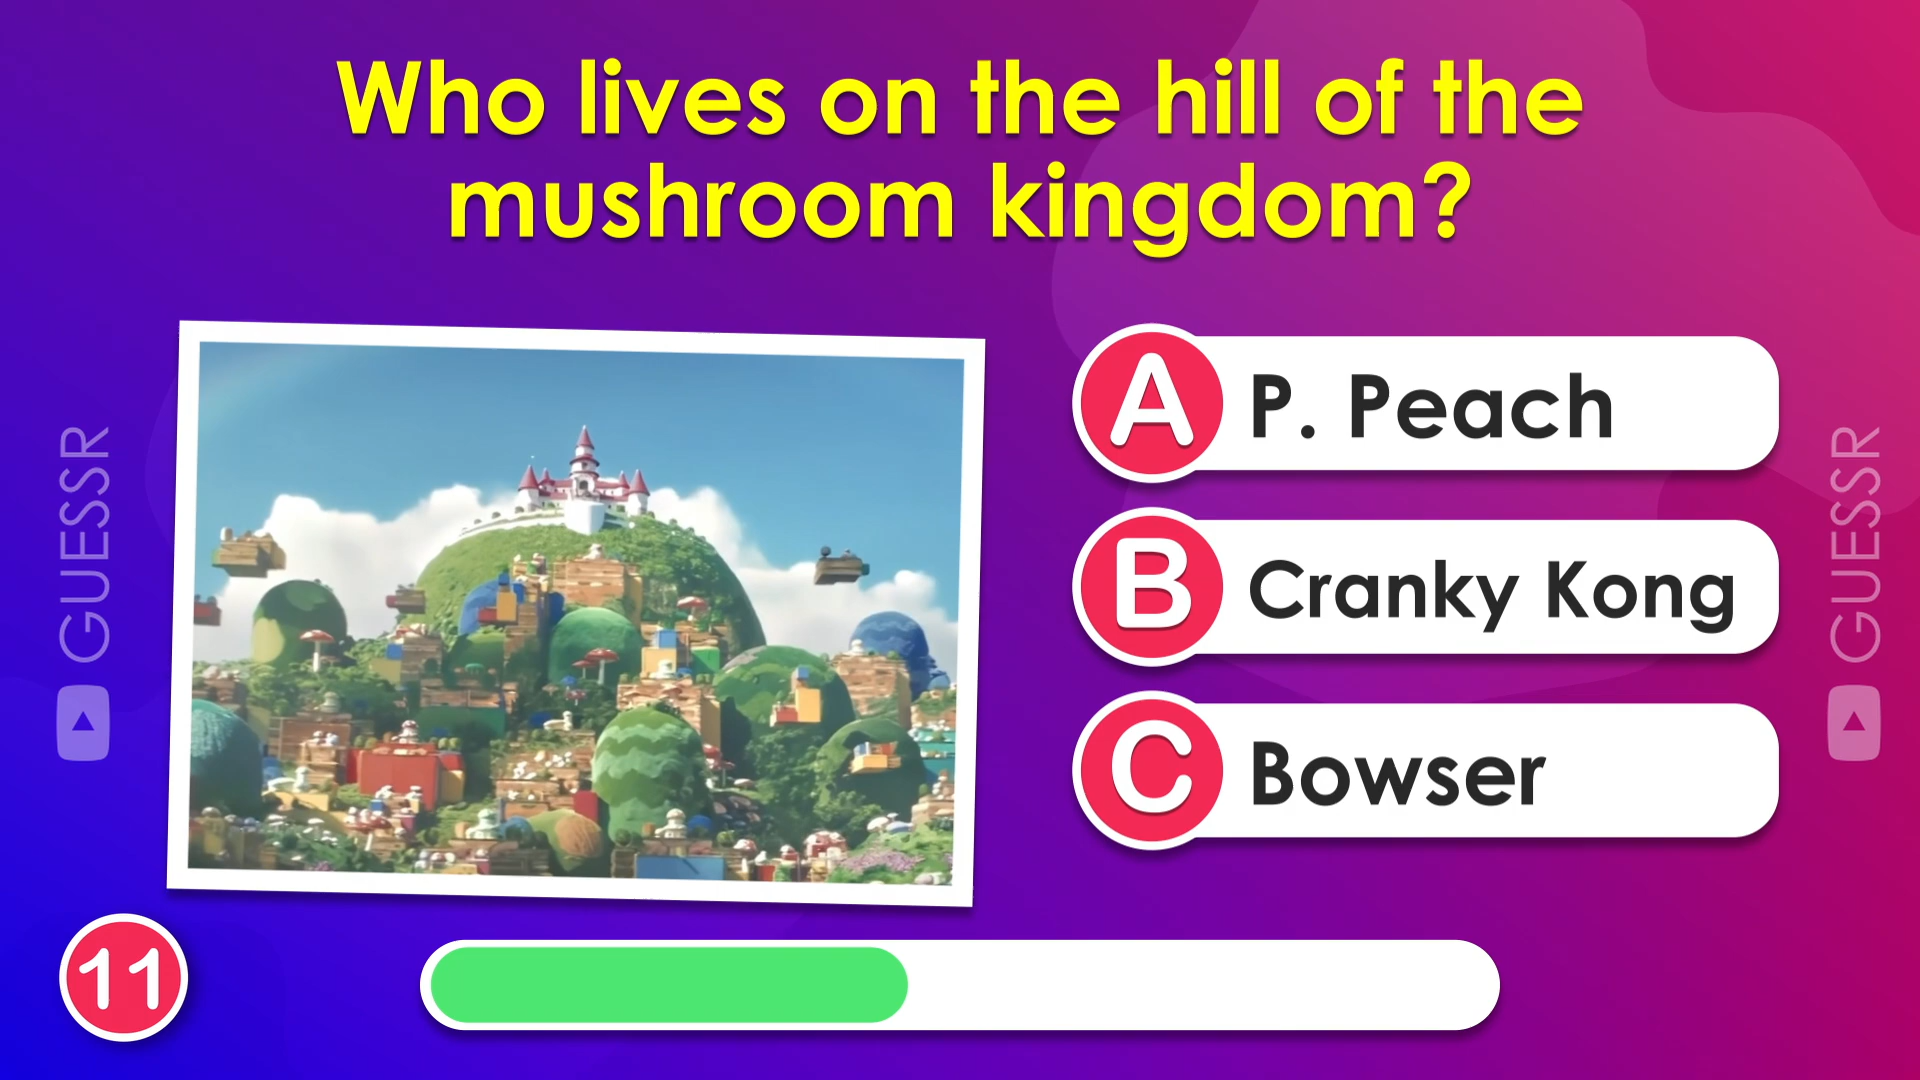 Who lives on the hill of the
mushroom kingdom?
A P. Peach
B Cranky Kong
C Bowser
GUESSR
GUESSR
11